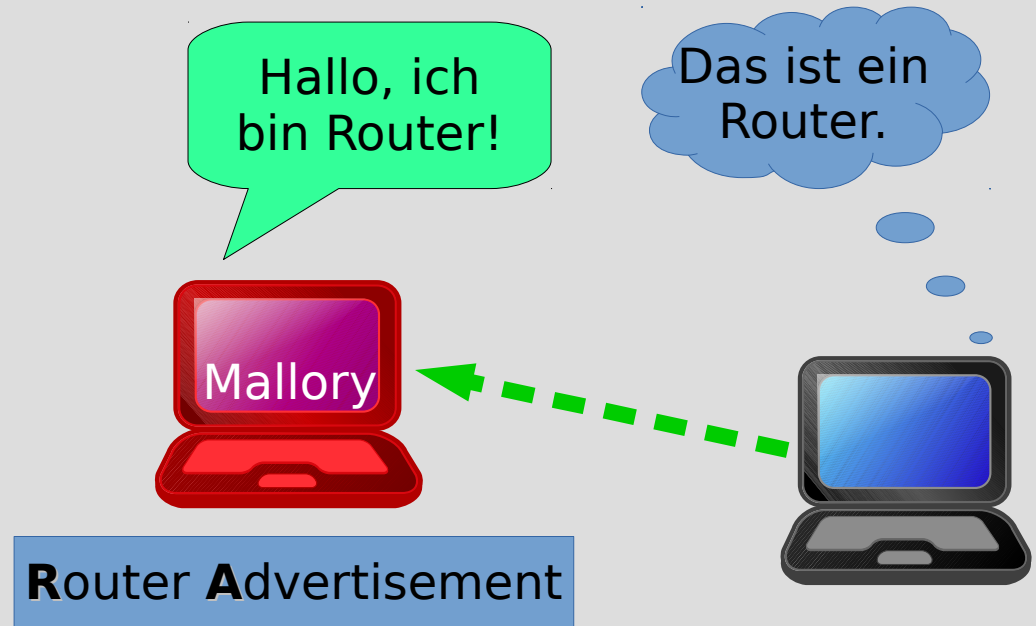 Hallo, ich
bin Router!
Das ist ein
Router.
Mallory
Router Advertisement